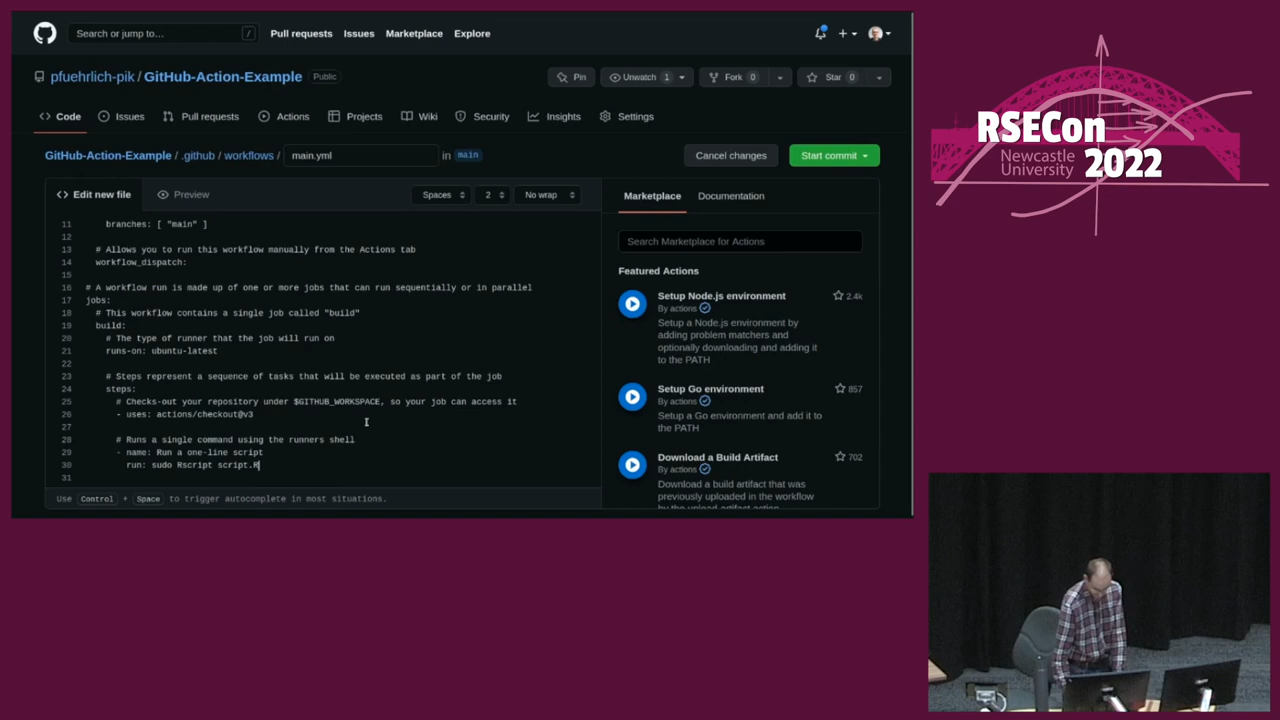 Search or jump to... /
Pull requests Issues Marketplace Explore
pfuehrlich-pik / GitHub-Action-Example Public
Pin Unwatch 1 Fork 0 Star 0
Code Issues Pull requests Actions Projects Wiki Security Insights Settings
GitHub-Action-Example / .github / workflows / main.yml in main
Cancel changes Start commit
Edit new file Preview Spaces 2 No wrap
11 branches: [ "main" ]
12
13 # Allows you to run this workflow manually from the Actions tab
14 workflow_dispatch:
15
16 # A workflow run is made up of one or more jobs that can run sequentially or in parallel
17 jobs:
18 # This workflow contains a single job called "build"
19 build:
20 # The type of runner that the job will run on
21 runs-on: ubuntu-latest
22
23 # Steps represent a sequence of tasks that will be executed as part of the job
24 steps:
25 # Checks-out your repository under $GITHUB_WORKSPACE, so your job can access it
26 - uses: actions/checkout@v3
27
28 # Runs a single command using the runners shell
29 - name: Run a one-line script
30 run: sudo Rscript script.R
31
Use Control + Space to trigger autocomplete in most situations.
Marketplace Documentation
Search Marketplace for Actions
Featured Actions
Setup Node.js environment 2.4k
By actions
Setup a Node.js environment by
adding problem matchers and
optionally downloading and adding it
to the PATH
Setup Go environment 857
By actions
Setup a Go environment and add it to
the PATH
Download a Build Artifact 702
By actions
Download a build artifact that was
previously uploaded in the workflow
by the upload-artifact action
RSECon
Newcastle
University 2022